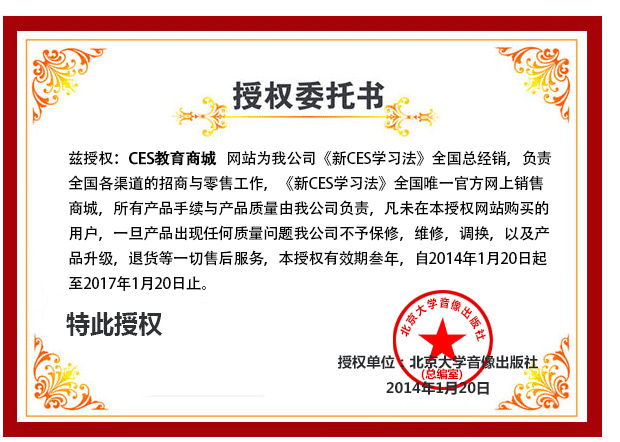 授权委托书
兹授权：CES教育商城 网站为我公司《新CES学习法》全国总经销，负责
全国各渠道的招商与零售工作，《新CES学习法》全国唯一官方网上销售
商城，所有产品手续与产品质量由我公司负责，凡未在本授权网站购买的
用户，一旦产品出现任何质量问题我公司不予保修，维修，调换，以及产
品升级，退货等一切售后服务，本授权有效期叁年，自2014年1月20日起
至2017年1月20日止。
特此授权
北京大学音像出版社
授权单位：北京大学音像出版社
(总编室)
2014年1月20日